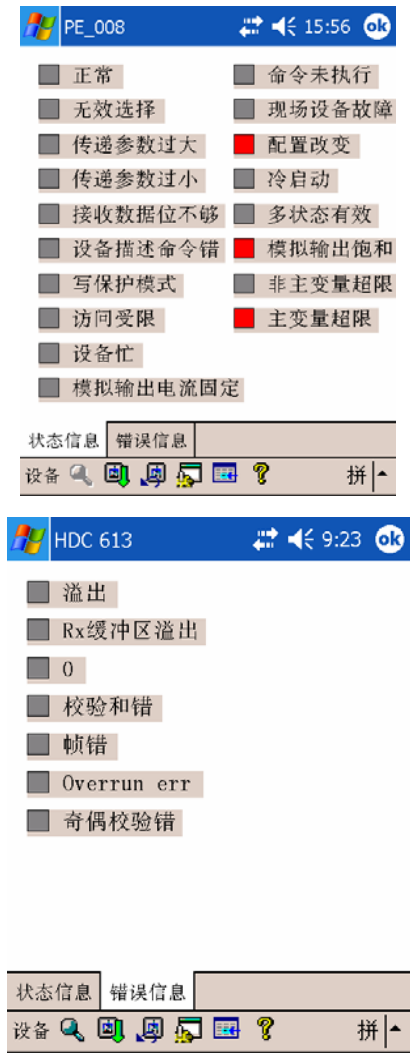 PE_008 15:56 ok
正常 命令未执行
无效选择 现场设备故障
传递参数过大 配置改变
传递参数过小 冷启动
接收数据位不够 多状态有效
设备描述命令错 模拟输出饱和
写保护模式 非主变量超限
访问受限 主变量超限
设备忙
模拟输出电流固定
状态信息 错误信息
设备 拼
HDC 613 9:23 ok
溢出
Rx缓冲区溢出
0
校验和错
帧错
Overrun err
奇偶校验错
状态信息 错误信息
设备 拼